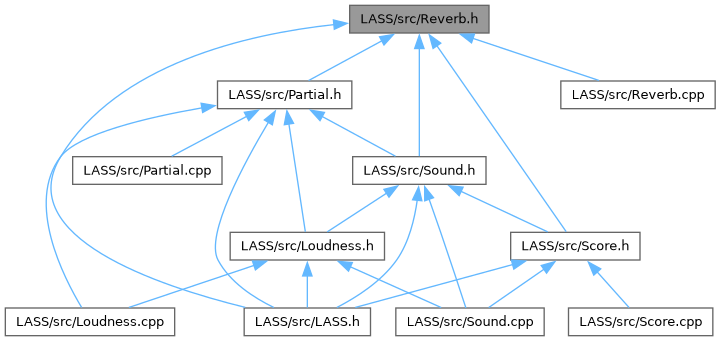 LASS/src/Reverb.h
LASS/src/Partial.h
LASS/src/Reverb.cpp
LASS/src/Partial.cpp
LASS/src/Sound.h
LASS/src/Loudness.h
LASS/src/Score.h
LASS/src/Loudness.cpp
LASS/src/LASS.h
LASS/src/Sound.cpp
LASS/src/Score.cpp